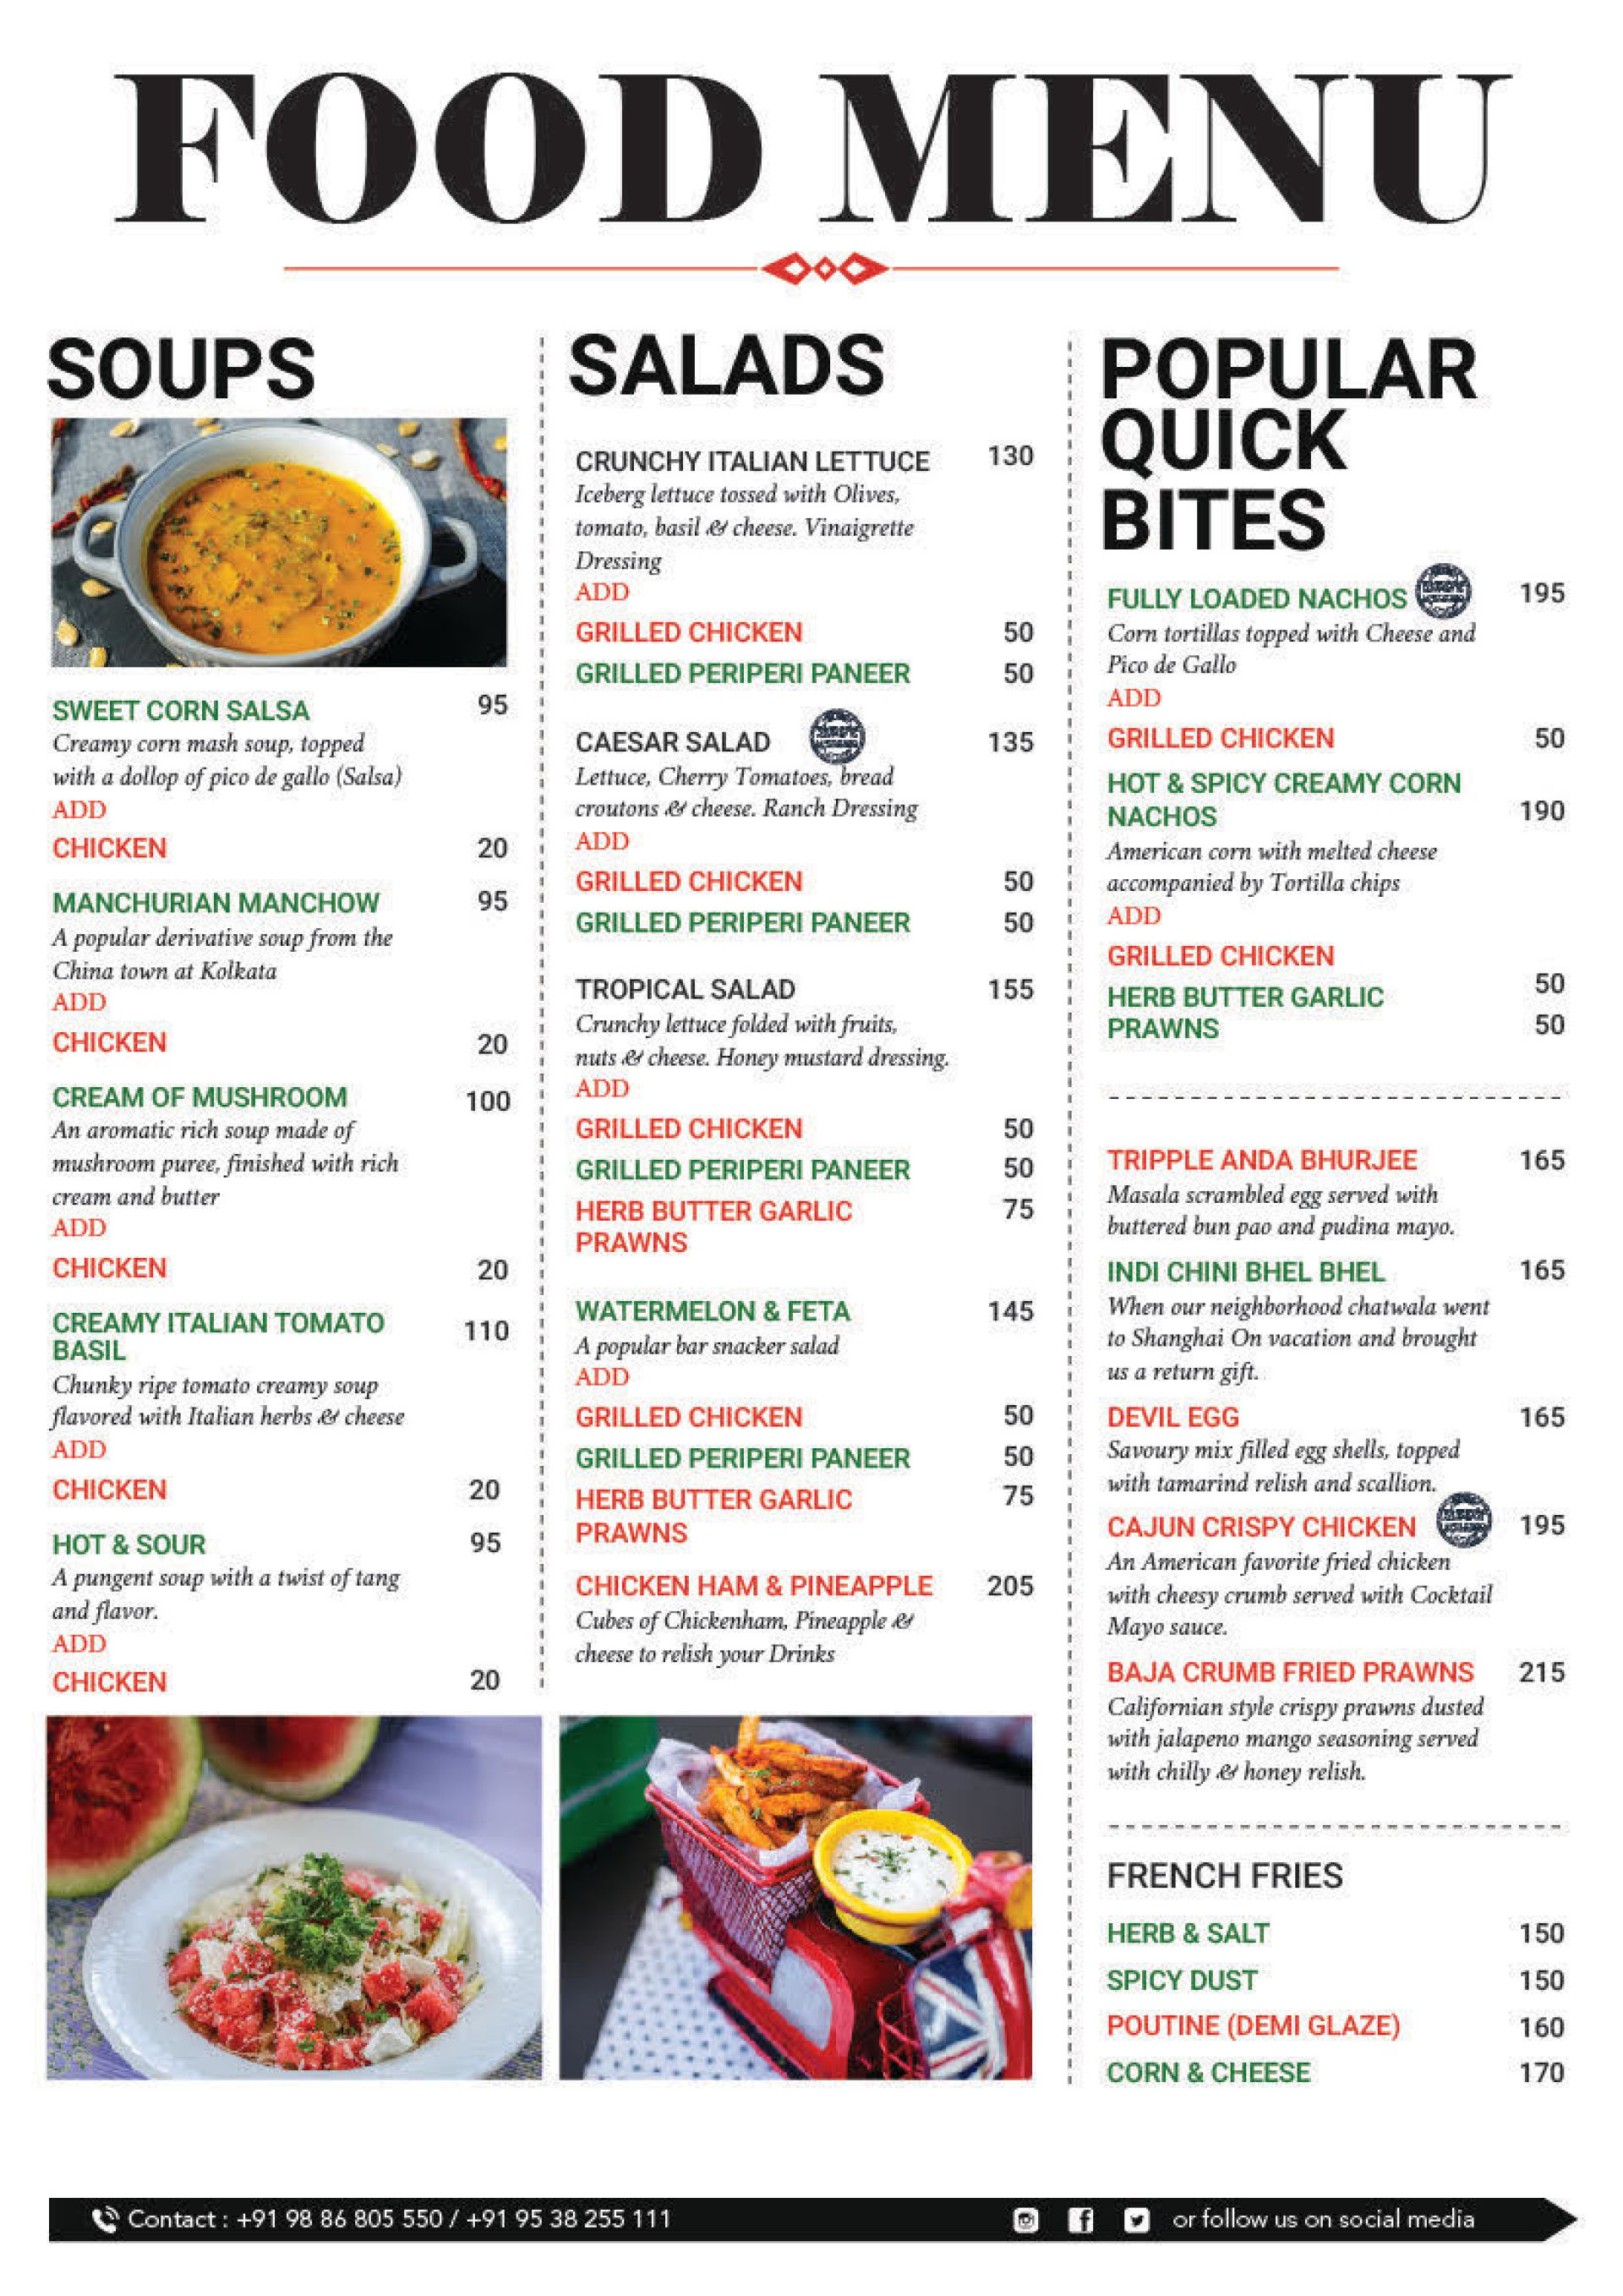 FOOD MENU
SOUPS
SWEET CORN SALSA 95
Creamy corn mash soup, topped
with a dollop of pico de gallo (Salsa)
ADD
CHICKEN 20
MANCHURIAN MANCHOW 95
A popular derivative soup from the
China town at Kolkata
ADD
CHICKEN 20
CREAM OF MUSHROOM 100
An aromatic rich soup made of
mushroom puree, finished with rich
cream and butter
ADD
CHICKEN 20
CREAMY ITALIAN TOMATO 110
BASIL
Chunky ripe tomato creamy soup
flavored with Italian herbs & cheese
ADD
CHICKEN 20
HOT & SOUR 95
A pungent soup with a twist of tang
and flavor.
ADD
CHICKEN 20
SALADS
CRUNCHY ITALIAN LETTUCE 130
Iceberg lettuce tossed with Olives,
tomato, basil & cheese. Vinaigrette
Dressing
ADD
GRILLED CHICKEN 50
GRILLED PERIPERI PANEER 50
CAESAR SALAD 135
Lettuce, Cherry Tomatoes, bread
croutons & cheese. Ranch Dressing
ADD
GRILLED CHICKEN 50
GRILLED PERIPERI PANEER 50
TROPICAL SALAD 155
Crunchy lettuce folded with fruits,
nuts & cheese. Honey mustard dressing.
ADD
GRILLED CHICKEN 50
GRILLED PERIPERI PANEER 50
HERB BUTTER GARLIC 75
PRAWNS
WATERMELON & FETA 145
A popular bar snacker salad
ADD
GRILLED CHICKEN 50
GRILLED PERIPERI PANEER 50
HERB BUTTER GARLIC 75
PRAWNS
CHICKEN HAM & PINEAPPLE 205
Cubes of Chickenham, Pineapple &
cheese to relish your Drinks
POPULAR
QUICK
BITES
FULLY LOADED NACHOS 195
Corn tortillas topped with Cheese and
Pico de Gallo
ADD
GRILLED CHICKEN 50
HOT & SPICY CREAMY CORN
NACHOS 190
American corn with melted cheese
accompanied by Tortilla chips
ADD
GRILLED CHICKEN
50
HERB BUTTER GARLIC
PRAWNS 50
TRIPPLE ANDA BHURJEE 165
Masala scrambled egg served with
buttered bun pao and pudina mayo.
INDI CHINI BHEL BHEL 165
When our neighborhood chatwala went
to Shanghai On vacation and brought
us a return gift.
DEVIL EGG 165
Savoury mix filled egg shells, topped
with tamarind relish and scallion.
CAJUN CRISPY CHICKEN 195
An American favorite fried chicken
with cheesy crumb served with Cocktail
Mayo sauce.
BAJA CRUMB FRIED PRAWNS 215
Californian style crispy prawns dusted
with jalapeno mango seasoning served
with chilly & honey relish.
FRENCH FRIES
HERB & SALT 150
SPICY DUST 150
POUTINE (DEMI GLAZE) 160
CORN & CHEESE 170
Contact : +91 98 86 805 550 / +91 95 38 255 111
or follow us on social media